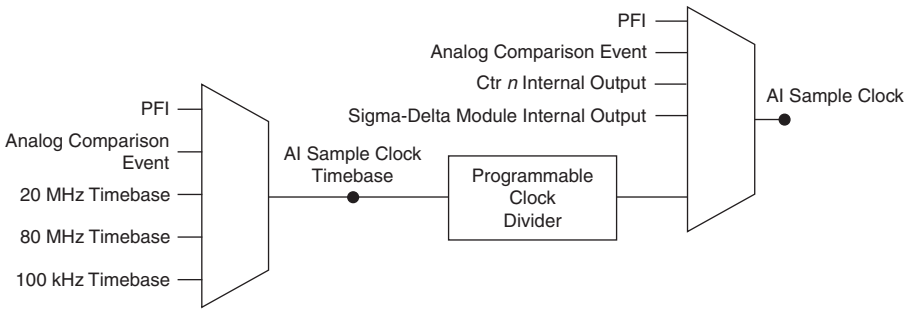 PFI
Analog Comparison Event
Ctr n Internal Output
Sigma-Delta Module Internal Output
AI Sample Clock
PFI
Analog Comparison
Event
20 MHz Timebase
80 MHz Timebase
100 kHz Timebase
AI Sample Clock
Timebase
Programmable
Clock
Divider